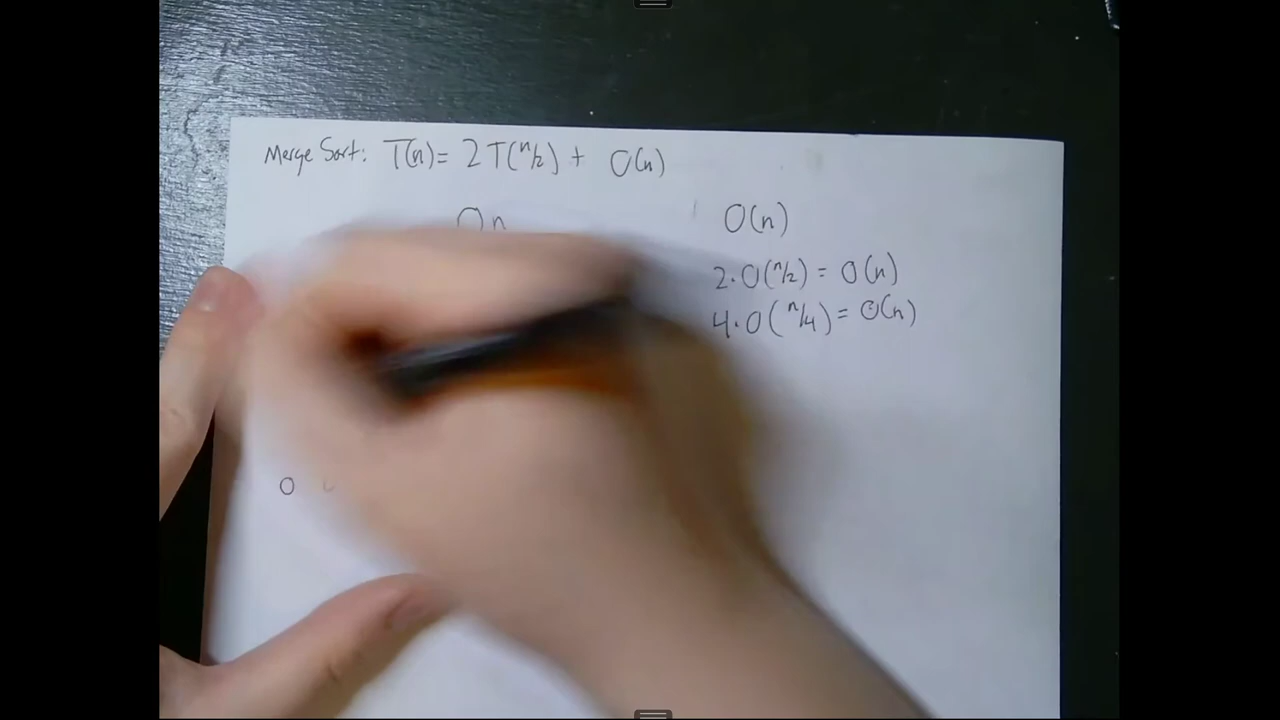 Merge Sort: T(n) = 2T(n/2) + O(n)
O n O(n)
2·O(n/2) = O(n)
4·O(n/4) = O(n)
O